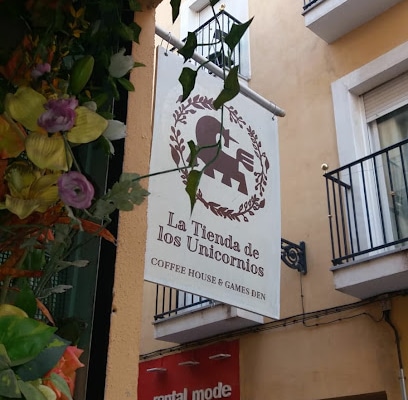 La Tienda de
los Unicornios
COFFEE HOUSE & GAMES DEN
rental mode